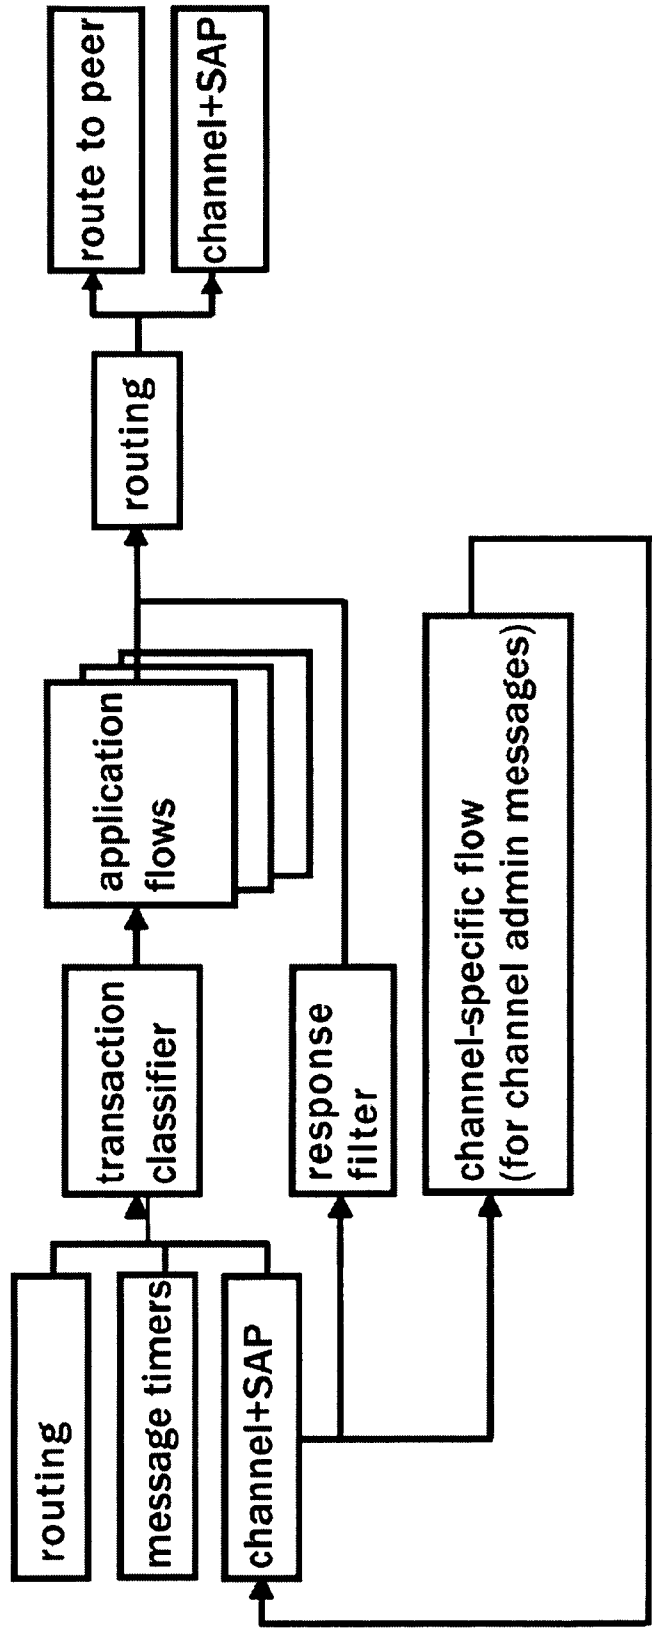 routing
message timers
channel+SAP
transaction
classifier
response
filter
channel-specific flow
(for channel admin messages)
application
flows
routing
route to peer
channel+SAP